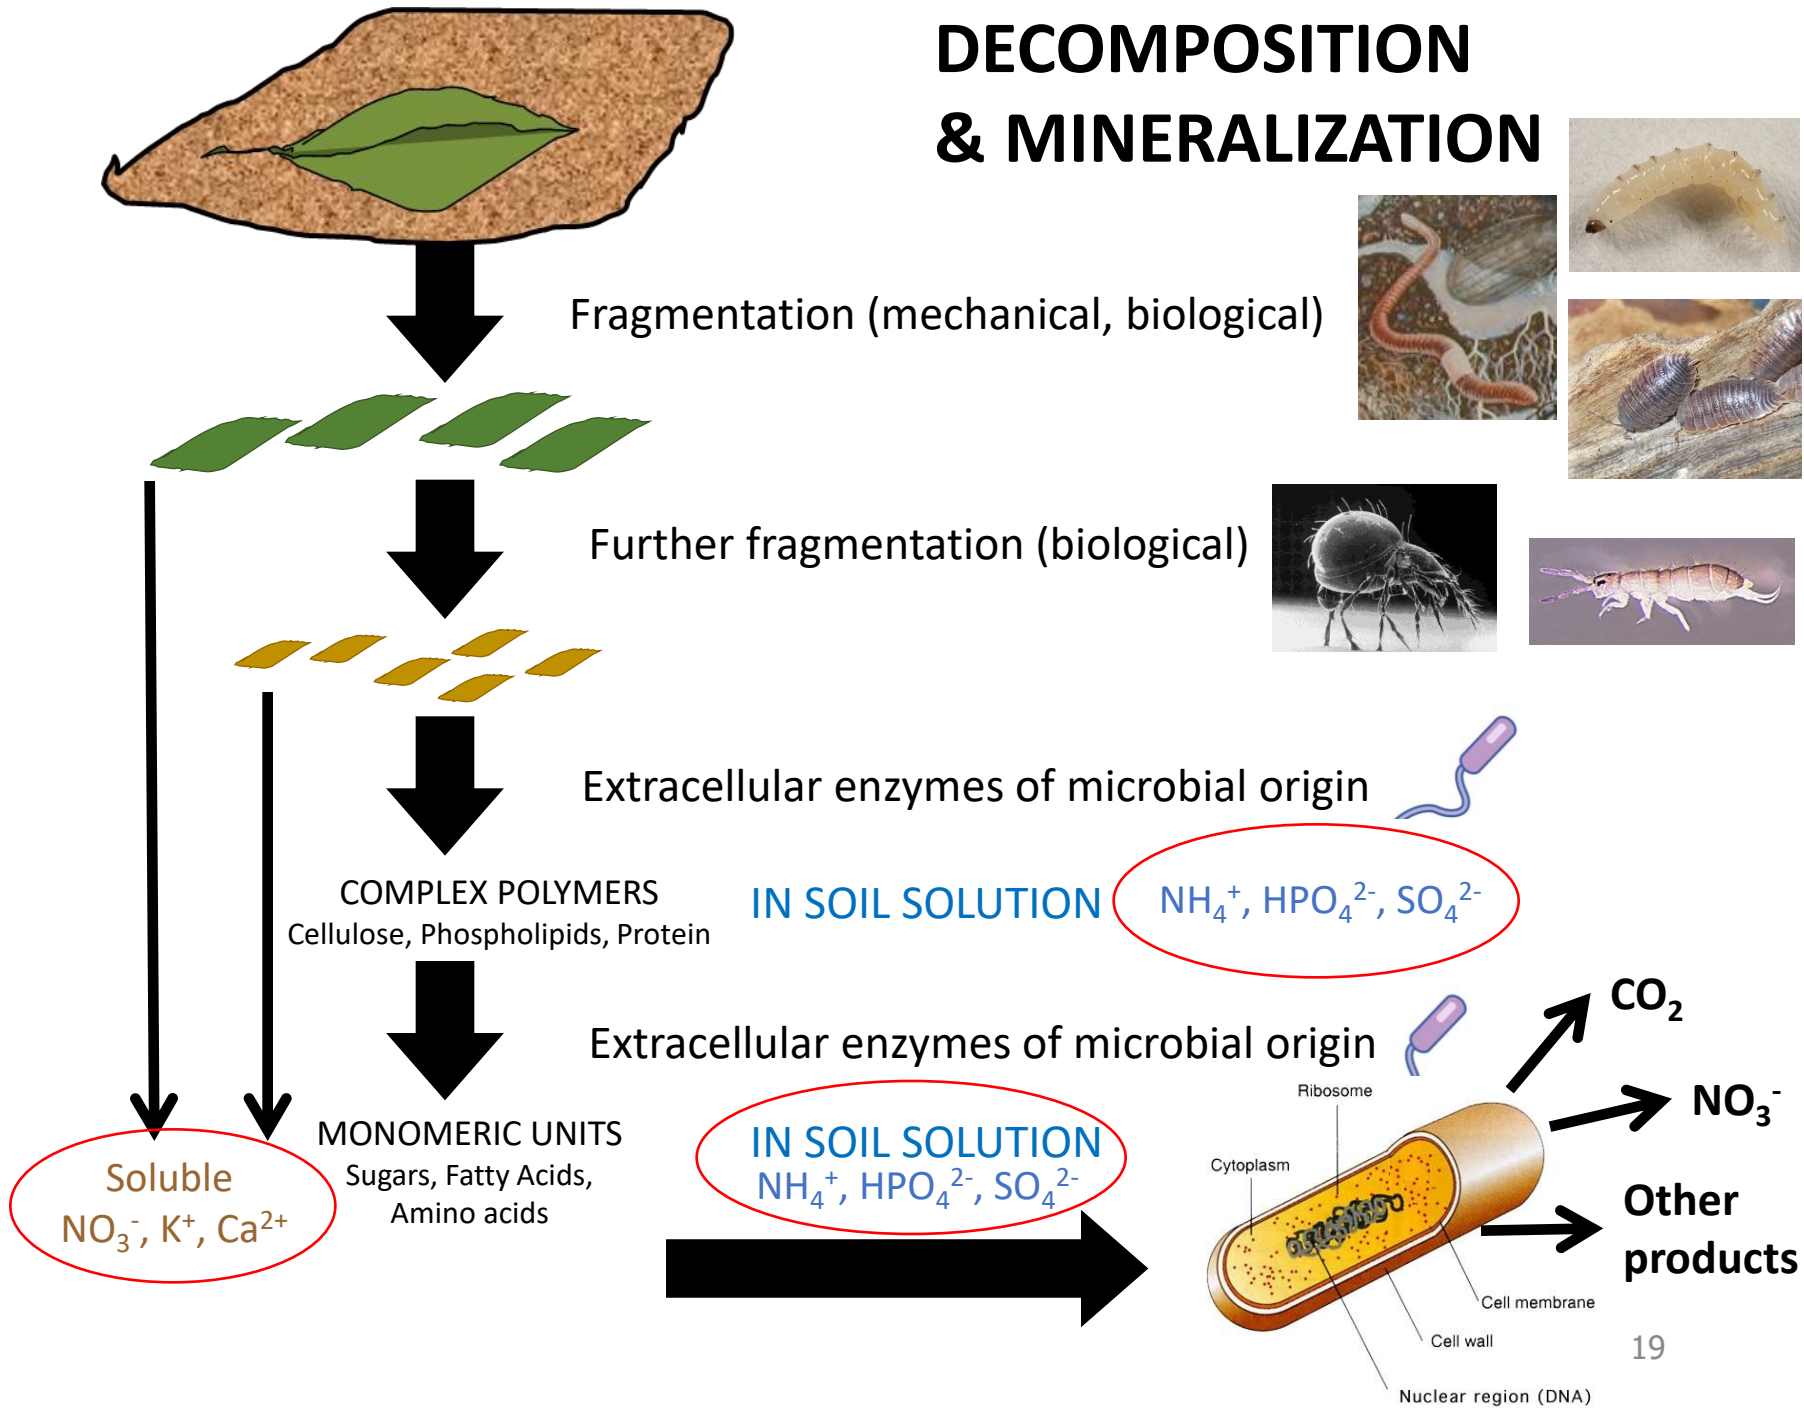 DECOMPOSITION
& MINERALIZATION
Fragmentation (mechanical, biological)
Further fragmentation (biological)
Extracellular enzymes of microbial origin
COMPLEX POLYMERS
Cellulose, Phospholipids, Protein
IN SOIL SOLUTION NH₄⁺, HPO₄²⁻, SO₄²⁻
Extracellular enzymes of microbial origin
MONOMERIC UNITS
Sugars, Fatty Acids,
Amino acids
IN SOIL SOLUTION
NH₄⁺, HPO₄²⁻, SO₄²⁻
Soluble
NO₃⁻, K⁺, Ca²⁺
Ribosome
Cytoplasm
Cell membrane
Cell wall
Nuclear region (DNA)
CO₂
NO₃⁻
Other
products
19